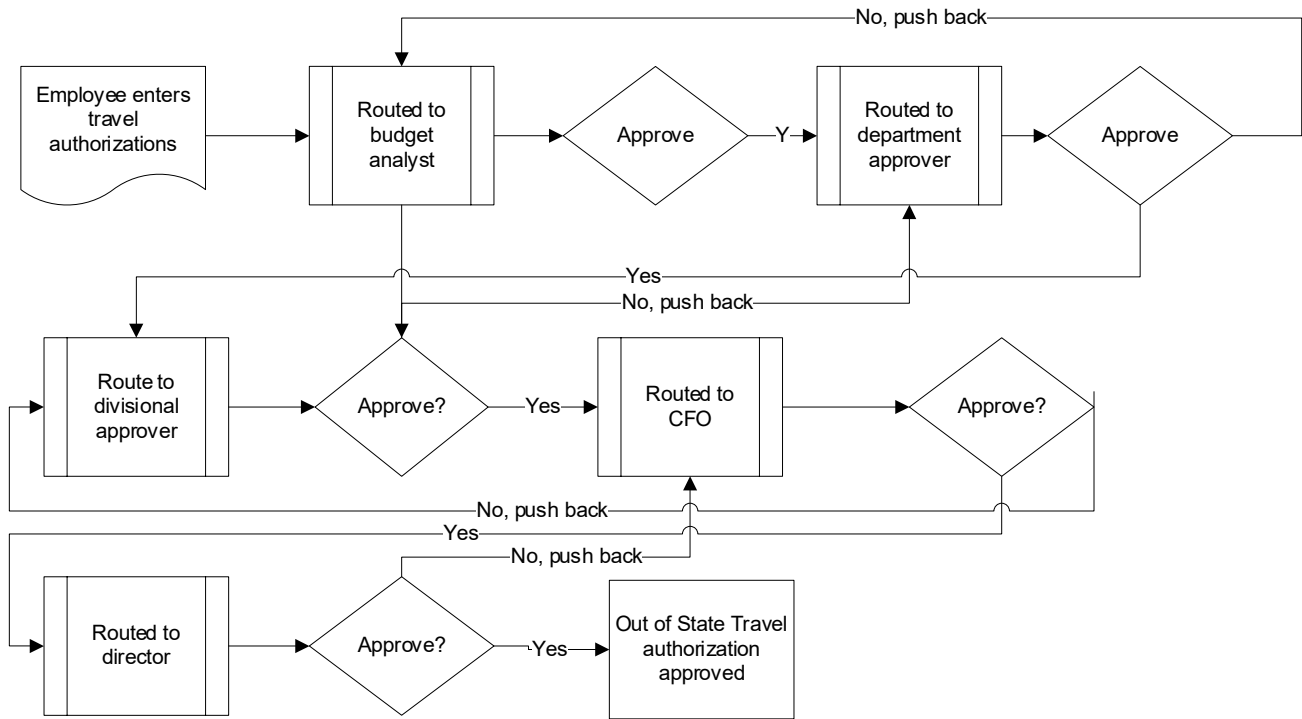 No, push back
Employee enters
travel
authorizations
Routed to
budget
analyst
Approve
Y
Routed to
department
approver
Approve
Yes
No, push back
Route to
divisional
approver
Approve?
Yes
Routed to
CFO
Approve?
No, push back
Yes
No, push back
Routed to
director
Approve?
Yes
Out of State Travel
authorization
approved